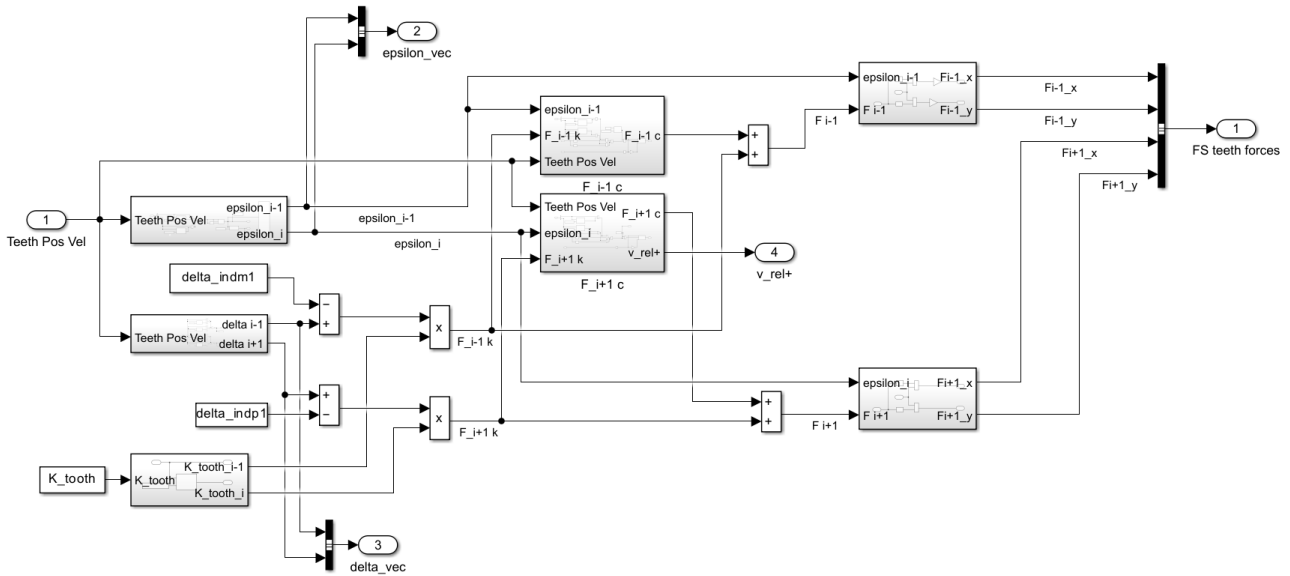 2
epsilon_vec
epsilon_i-1
F_i-1 k
Teeth Pos Vel
F_i-1 c
F_i-1 c
+
+
F i-1
epsilon_i-1
F i-1
Fi-1_x
Fi-1_y
Fi-1_x
Fi-1_y
Fi+1_x
Fi+1_y
1
FS teeth forces
1
Teeth Pos Vel
Teeth Pos Vel
epsilon_i-1
epsilon_i
epsilon_i-1
epsilon_i
Teeth Pos Vel
epsilon_i
F_i+1 k
F_i+1 c
v_rel+
F_i+1 c
4
v_rel+
delta_indm1
−
+
x
F_i-1 k
Teeth Pos Vel
delta i-1
delta i+1
delta_indp1
+
−
x
F_i+1 k
+
+
F i+1
epsilon_i
F i+1
Fi+1_x
Fi+1_y
K_tooth
K_tooth
K_tooth_i-1
K_tooth_i
3
delta_vec